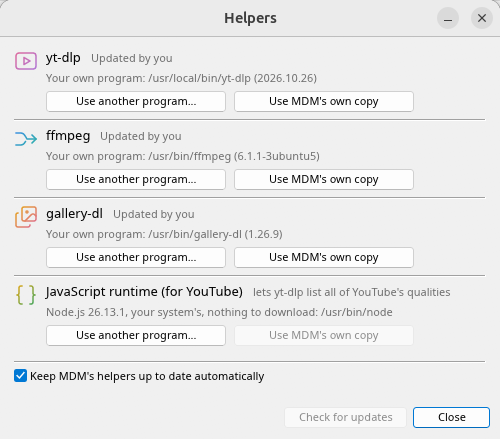 Helpers
yt-dlp Updated by you
Your own program: /usr/local/bin/yt-dlp (2026.10.26)
Use another program... Use MDM's own copy
ffmpeg Updated by you
Your own program: /usr/bin/ffmpeg (6.1.1-3ubuntu5)
Use another program... Use MDM's own copy
gallery-dl Updated by you
Your own program: /usr/bin/gallery-dl (1.26.9)
Use another program... Use MDM's own copy
JavaScript runtime (for YouTube) lets yt-dlp list all of YouTube's qualities
Node.js 26.13.1, your system's, nothing to download: /usr/bin/node
Use another program... Use MDM's own copy
Keep MDM's helpers up to date automatically
Check for updates Close